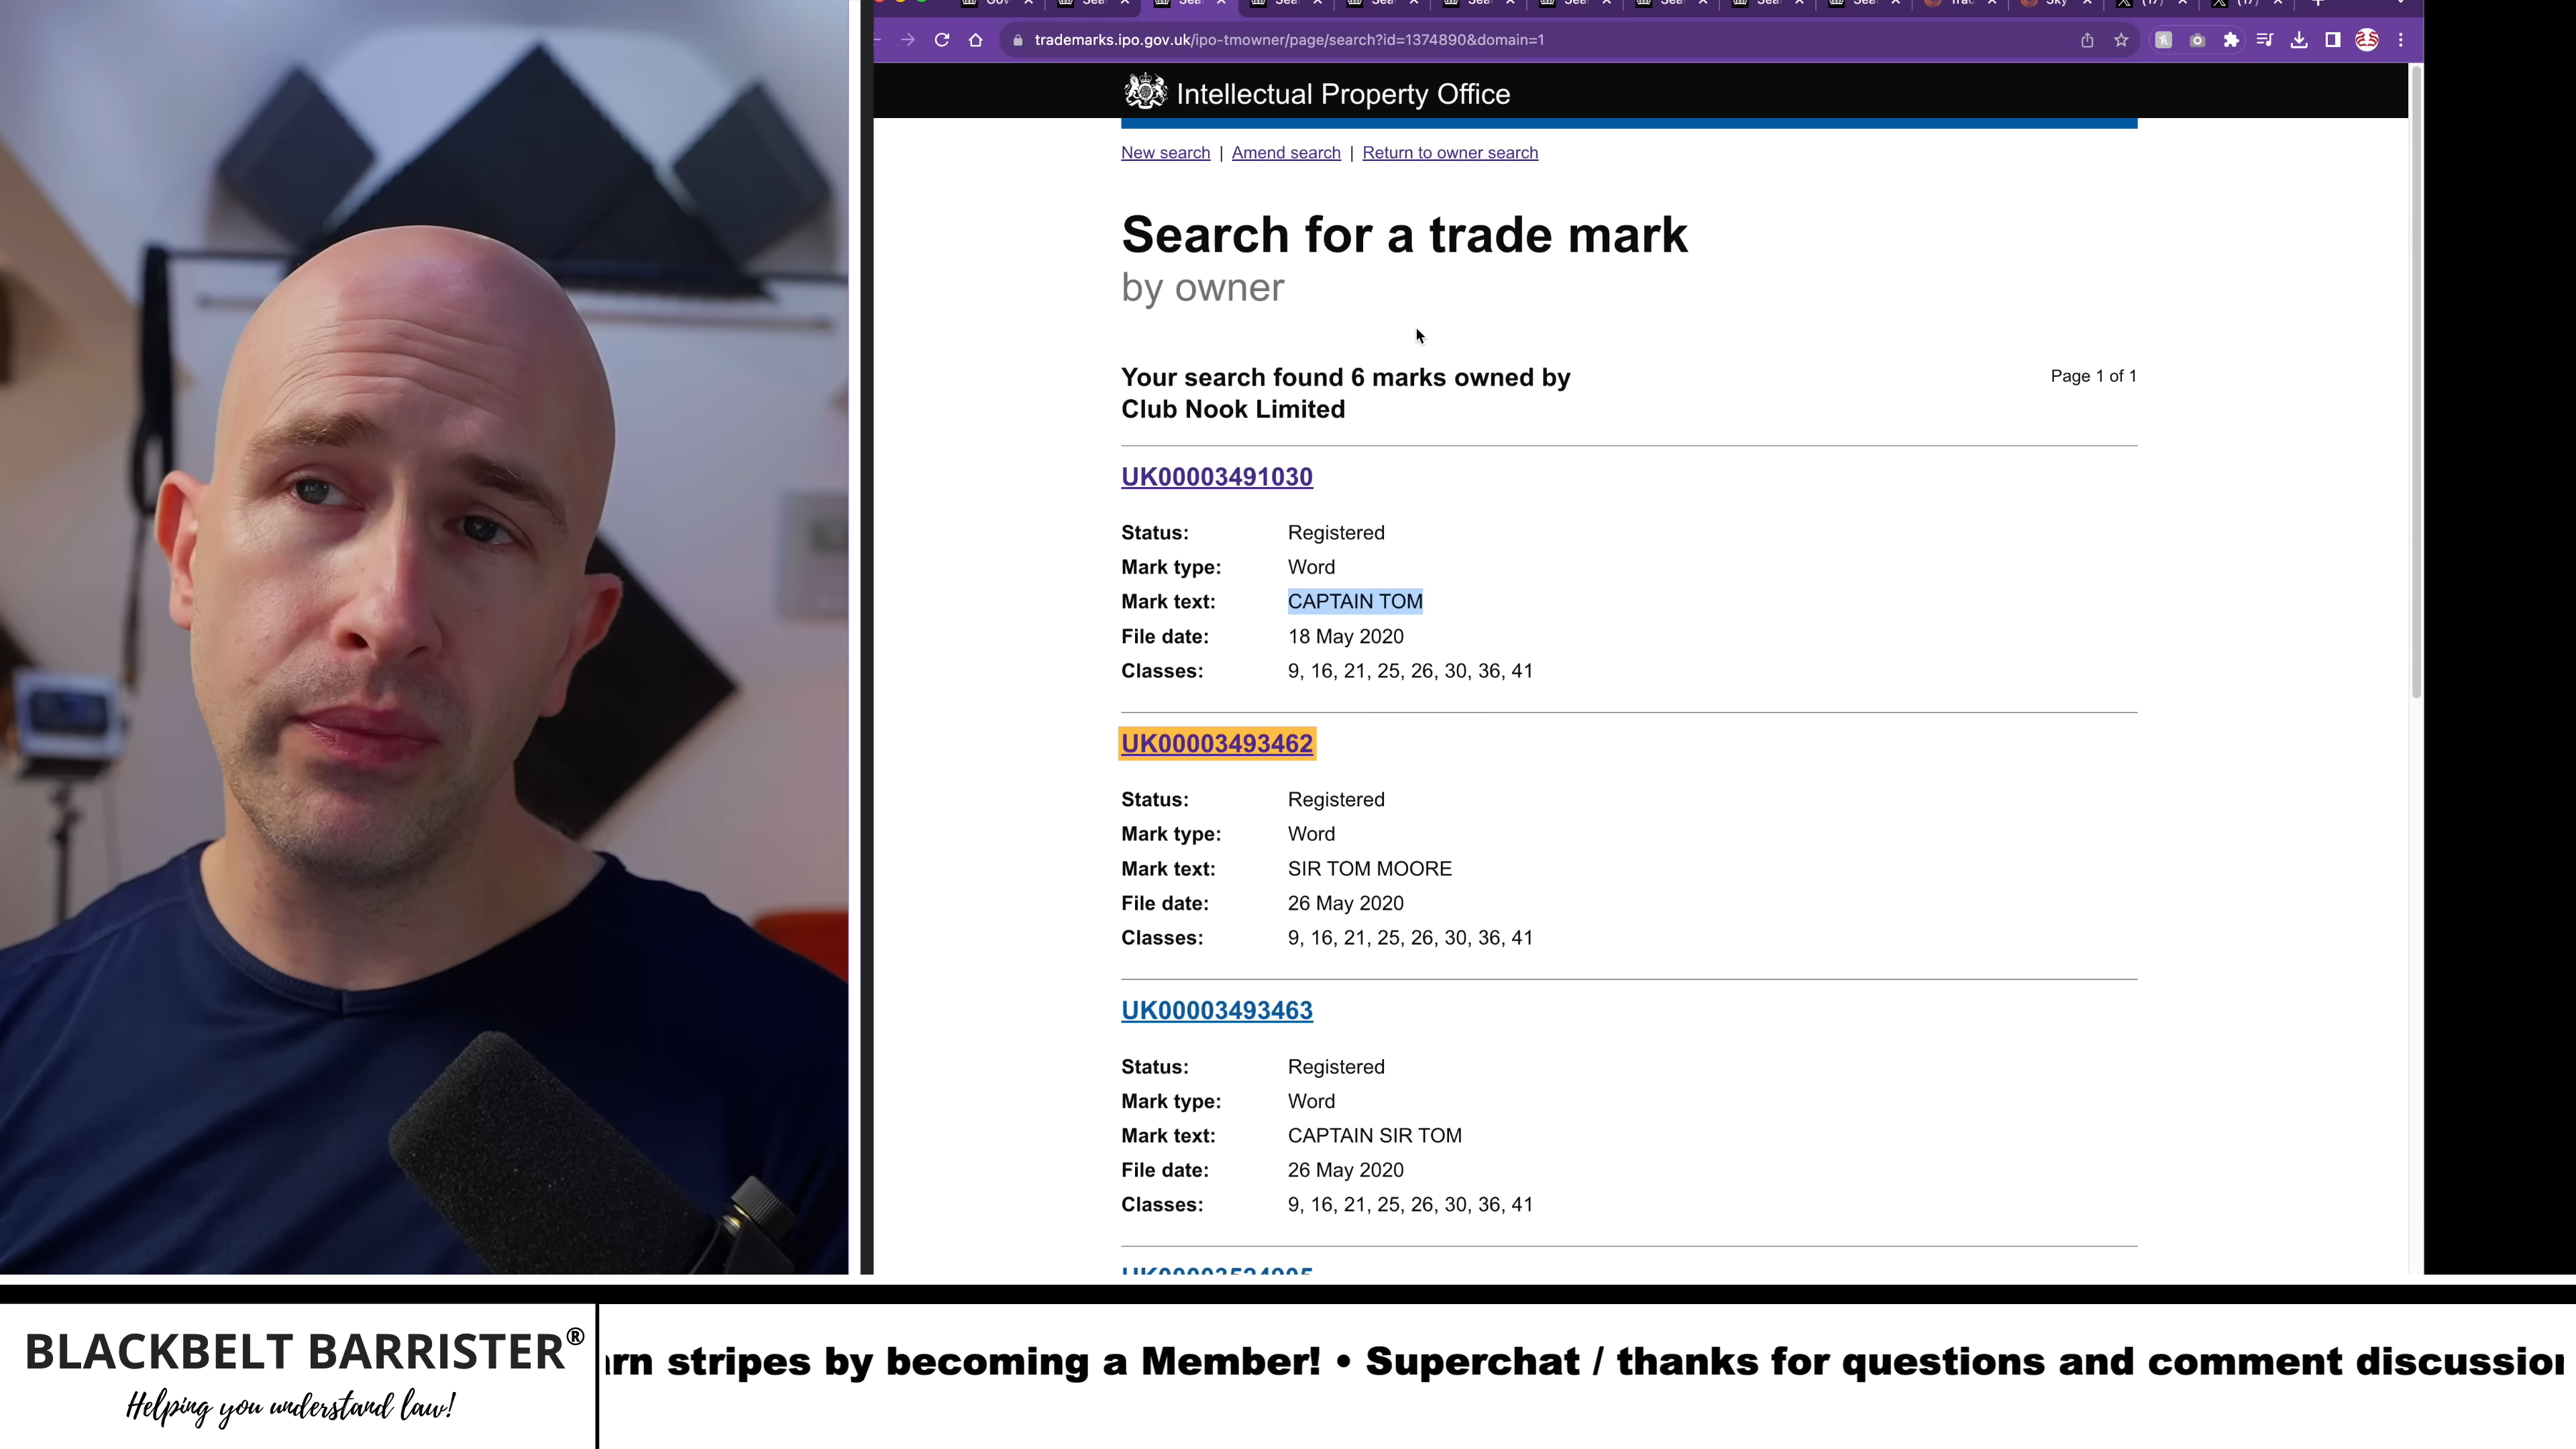 trademarks.ipo.gov.uk/ipo-tmowner/page/search?id=1374890&domain=1
Intellectual Property Office
New search | Amend search | Return to owner search
Search for a trade mark
by owner
Your search found 6 marks owned by
Club Nook Limited
Page 1 of 1
UK00003491030
Status: Registered
Mark type: Word
Mark text: CAPTAIN TOM
File date: 18 May 2020
Classes: 9, 16, 21, 25, 26, 30, 36, 41
UK00003493462
Status: Registered
Mark type: Word
Mark text: SIR TOM MOORE
File date: 26 May 2020
Classes: 9, 16, 21, 25, 26, 30, 36, 41
UK00003493463
Status: Registered
Mark type: Word
Mark text: CAPTAIN SIR TOM
File date: 26 May 2020
Classes: 9, 16, 21, 25, 26, 30, 36, 41
BLACKBELT BARRISTER®
Helping you understand law!
stripes by becoming a Member! • Superchat / thanks for questions and comment